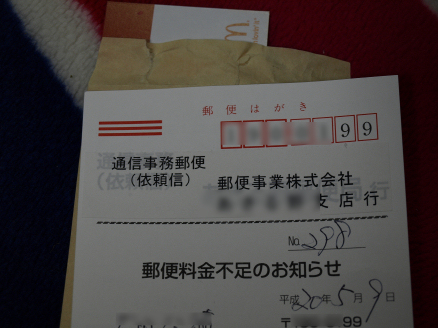 郵便はがき
99
通信事務郵便
(依頼信)
郵便事業株式会社
支店 行
No. 298
郵便料金不足のお知らせ
平成20年5月9日
〒 99